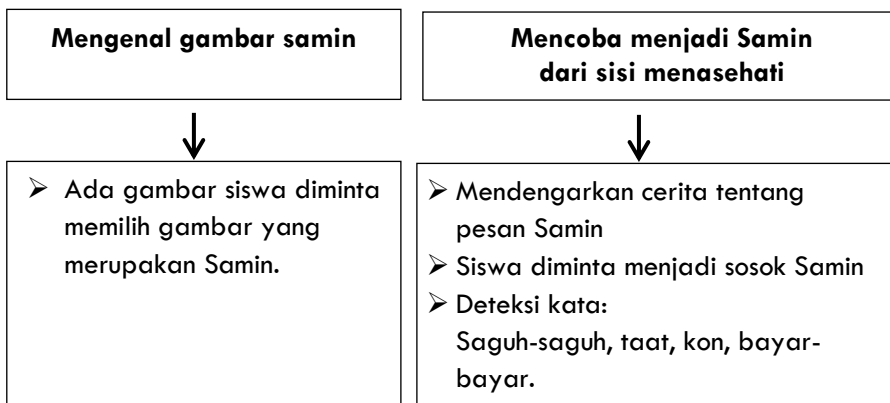 Mengenal gambar samin
Mencoba menjadi Samin
dari sisi menasehati
➢ Ada gambar siswa diminta
memilih gambar yang
merupakan Samin.
➢ Mendengarkan cerita tentang
pesan Samin
➢ Siswa diminta menjadi sosok Samin
➢ Deteksi kata:
Saguh-saguh, taat, kon, bayar-
bayar.